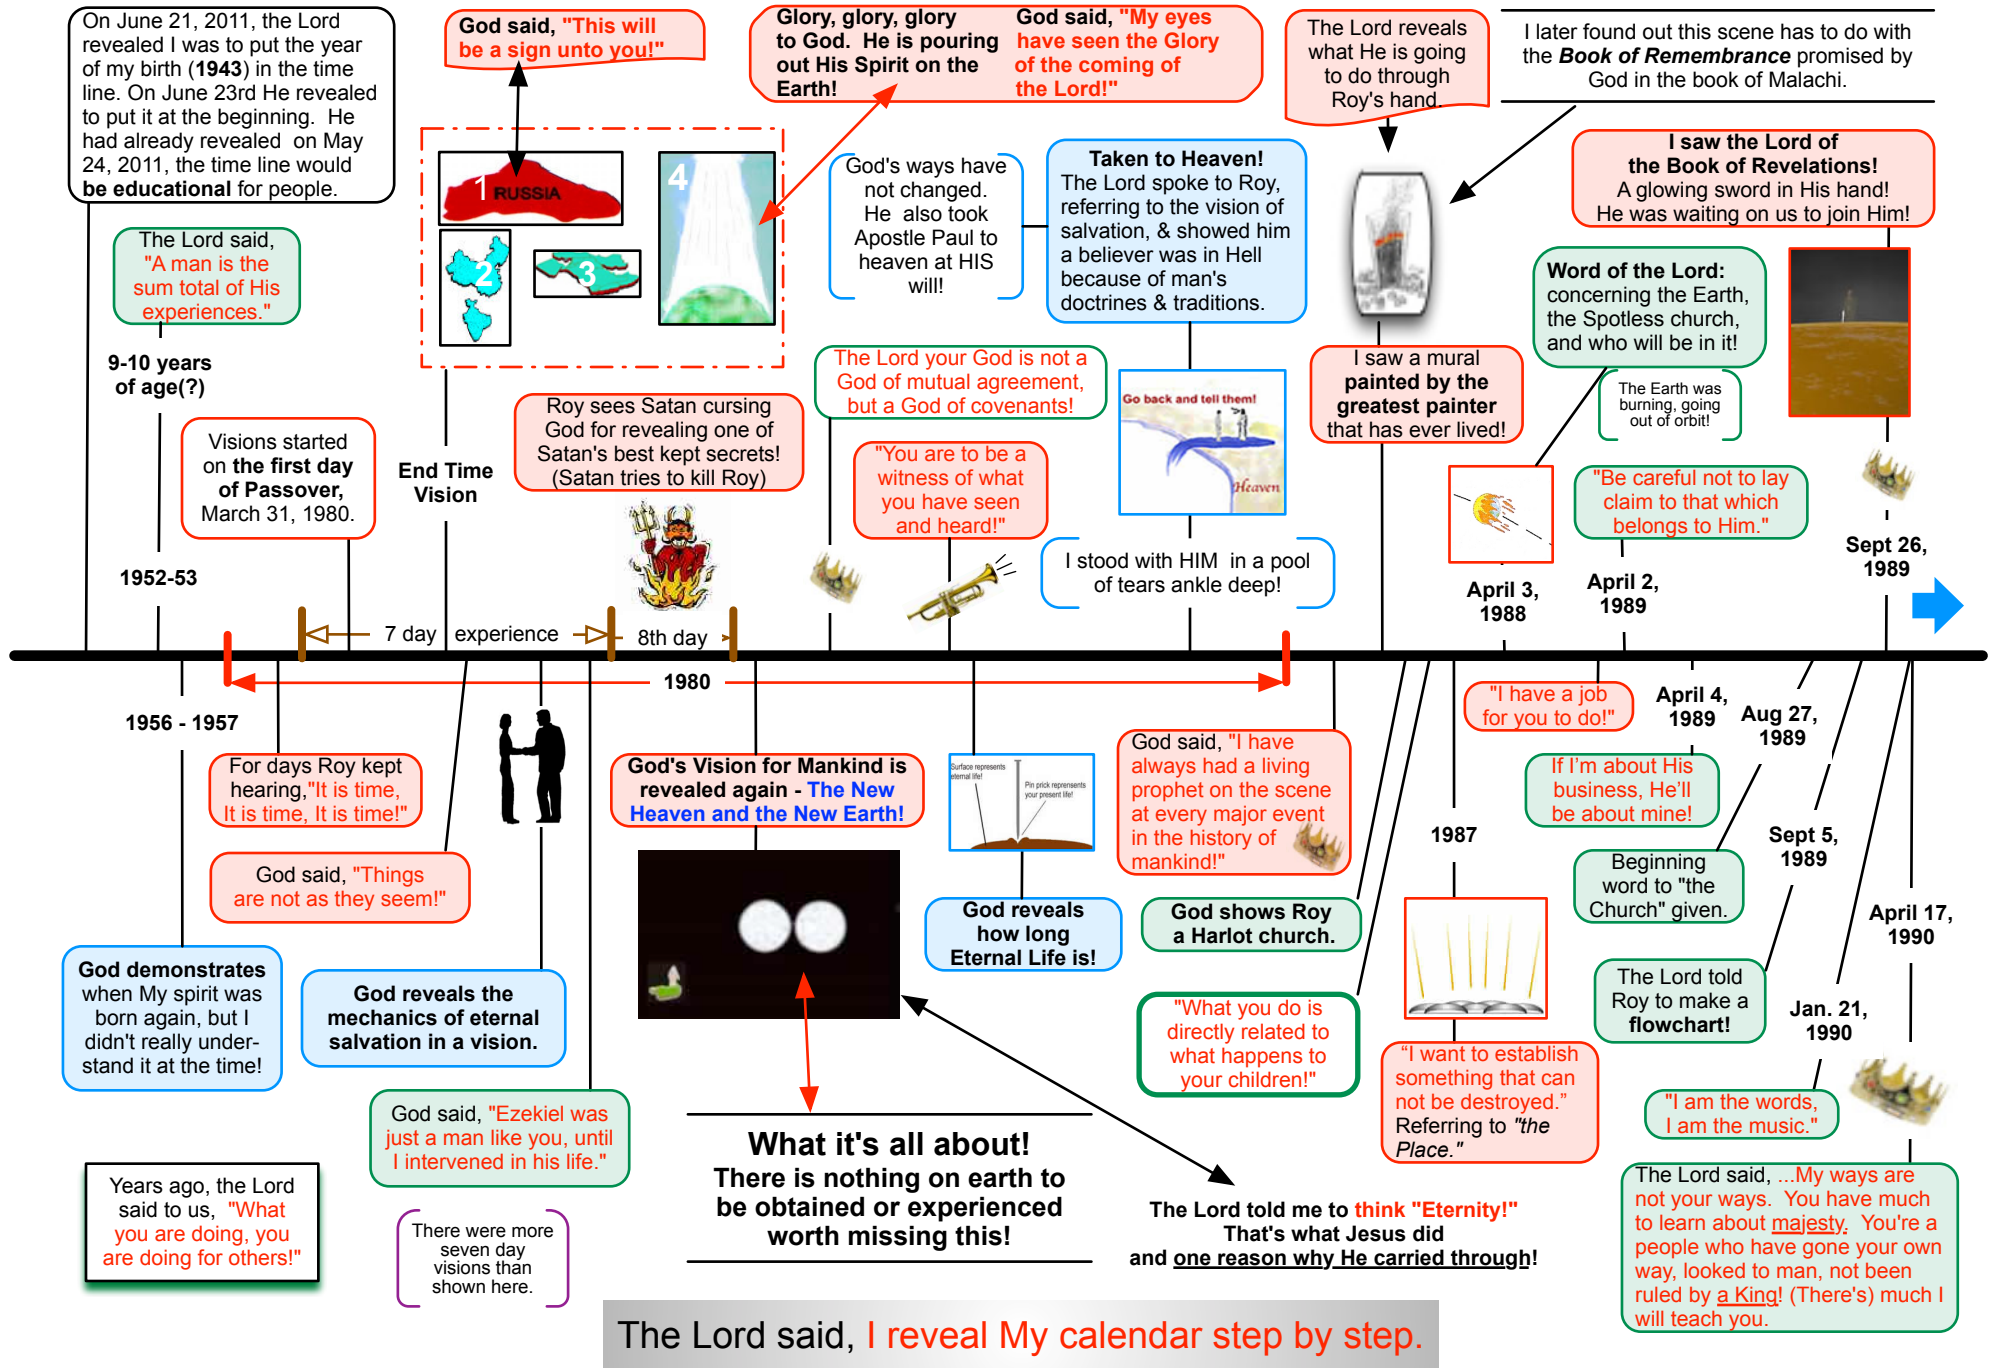 On June 21, 2011, the Lord
revealed I was to put the year
of my birth (1943) in the time
line. On June 23rd He revealed
to put it at the beginning. He
had already revealed on May
24, 2011, the time line would
be educational for people.
God said, "This will
be a sign unto you!"
Glory, glory, glory
to God. He is pouring
out His Spirit on the
Earth!
God said, "My eyes
have seen the Glory
of the coming of
the Lord!"
The Lord reveals
what He is going
to do through
Roy's hand.
I later found out this scene has to do with
the Book of Remembrance promised by
God in the book of Malachi.
I saw the Lord of
the Book of Revelations!
A glowing sword in His hand!
He was waiting on us to join Him!
The Lord said,
"A man is the
sum total of His
experiences."
9-10 years
of age(?)
1
RUSSIA
2
3
4
God's ways have
not changed.
He also took
Apostle Paul to
heaven at HIS
will!
Taken to Heaven!
The Lord spoke to Roy,
referring to the vision of
salvation, & showed him
a believer was in Hell
because of man's
doctrines & traditions.
Word of the Lord:
concerning the Earth,
the Spotless church,
and who will be in it!
The Earth was
burning, going
out of orbit!
Visions started
on the first day
of Passover,
March 31, 1980.
End Time
Vision
Roy sees Satan cursing
God for revealing one of
Satan's best kept secrets!
(Satan tries to kill Roy)
The Lord your God is not a
God of mutual agreement,
but a God of covenants!
"You are to be a
witness of what
you have seen
and heard!"
Go back and tell them!
Heaven
I saw a mural
painted by the
greatest painter
that has ever lived!
"Be careful not to lay
claim to that which
belongs to Him."
I stood with HIM in a pool
of tears ankle deep!
1952-53
April 3,
1988
April 2,
1989
Sept 26,
1989
7 day experience
8th day
1980
1956 - 1957
For days Roy kept
hearing,"It is time,
It is time, It is time!"
God said, "Things
are not as they seem!"
God demonstrates
when My spirit was
born again, but I
didn't really under-
stand it at the time!
God reveals the
mechanics of eternal
salvation in a vision.
God said, "Ezekiel was
just a man like you, until
I intervened in his life."
Years ago, the Lord
said to us, "What
you are doing, you
are doing for others!"
There were more
seven day
visions than
shown here.
God's Vision for Mankind is
revealed again - The New
Heaven and the New Earth!
What it's all about!
There is nothing on earth to
be obtained or experienced
worth missing this!
Surface represents
eternal life!
Pin prick reprensents
your present life!
God reveals
how long
Eternal Life is!
God said, "I have
always had a living
prophet on the scene
at every major event
in the history of
mankind!"
God shows Roy
a Harlot church.
"What you do is
directly related to
what happens to
your children!"
The Lord told me to think "Eternity!"
That's what Jesus did
and one reason why He carried through!
1987
"I want to establish
something that can
not be destroyed."
Referring to "the
Place."
"I have a job
for you to do!"
April 4,
1989
Aug 27,
1989
If I'm about His
business, He'll
be about mine!
Beginning
word to "the
Church" given.
Sept 5,
1989
The Lord told
Roy to make a
flowchart!
Jan. 21,
1990
April 17,
1990
"I am the words,
I am the music."
The Lord said, ...My ways are
not your ways. You have much
to learn about majesty. You're a
people who have gone your own
way, looked to man, not been
ruled by a King! (There's) much I
will teach you.
The Lord said, I reveal My calendar step by step.